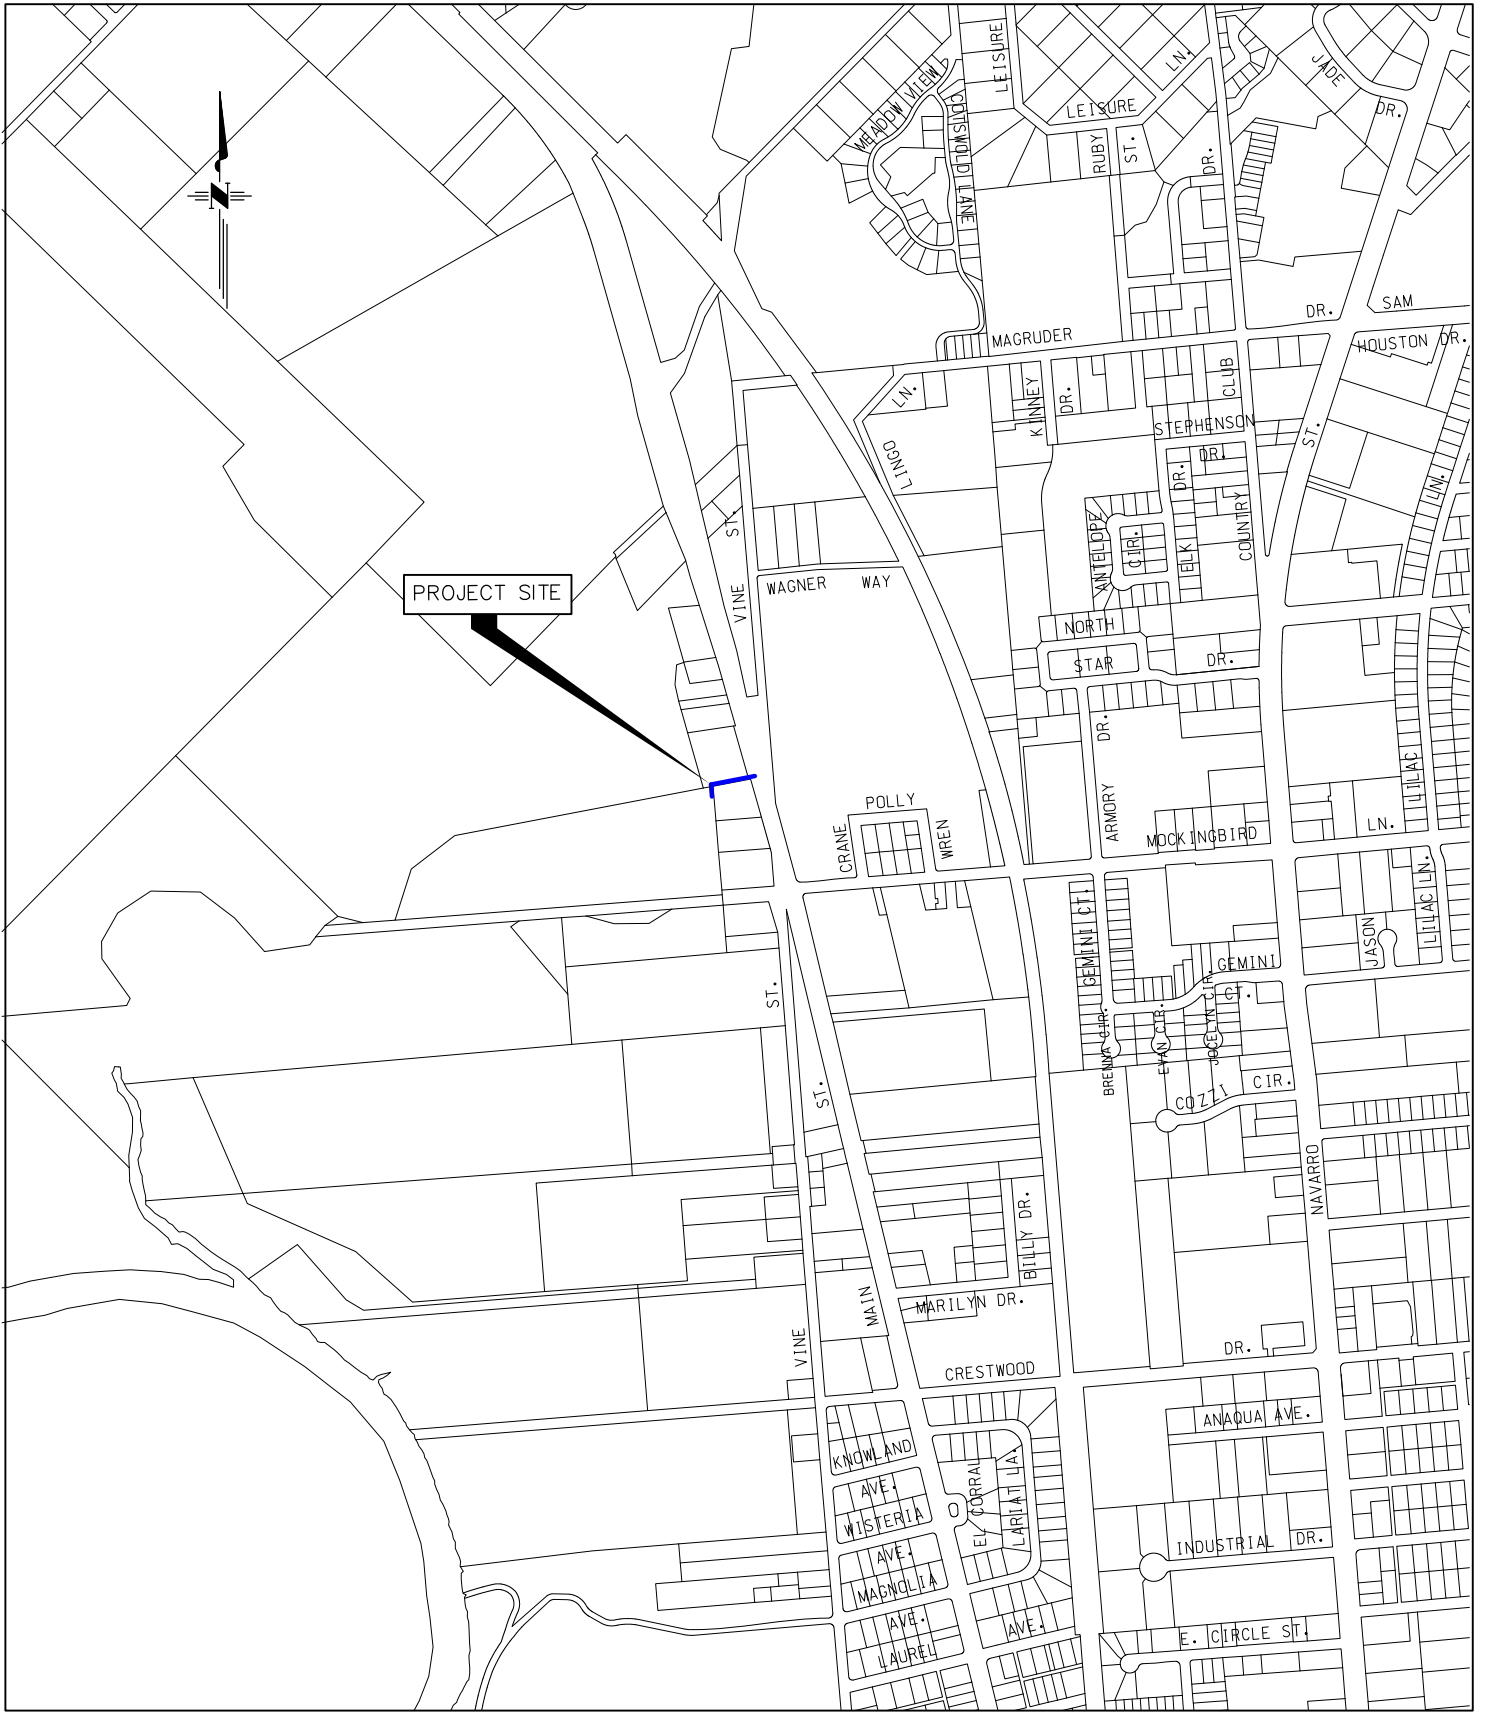 LEISURE
LN.
JADE
DR.
MEADOW VIEW
COTSWOLD LANE
LEISURE
RUBY
ST.
DR.
N
MAGRUDER
DR.
SAM
HOUSTON DR.
LN.
KINNEY
DR.
CLUB
STEPHENSON
DR.
ST.
LINGO
DR.
LN.
ST.
ANTELOPE
CIR.
ELK
COUNTRY
PROJECT SITE
VINE
WAGNER WAY
NORTH
STAR
DR.
DR.
ARMORY
LILAC
POLLY
CRANE
WREN
MOCKINGBIRD
LN.
GEMINI CT.
LILAC LN.
JASON
GEMINI
CT.
ST.
BRENNA CIR.
EVAN CIR.
JOCELYN CIR.
ST.
COZZI
CIR.
NAVARRO
BILLY DR.
MAIN
MARILYN DR.
VINE
DR.
CRESTWOOD
ANAQUA AVE.
KNOWLAND
AVE.
EL CORRAL
LARIAT LA.
WISTERIA
AVE.
INDUSTRIAL DR.
MAGNOLIA
AVE.
AVE.
E. CIRCLE ST.
LAUREL